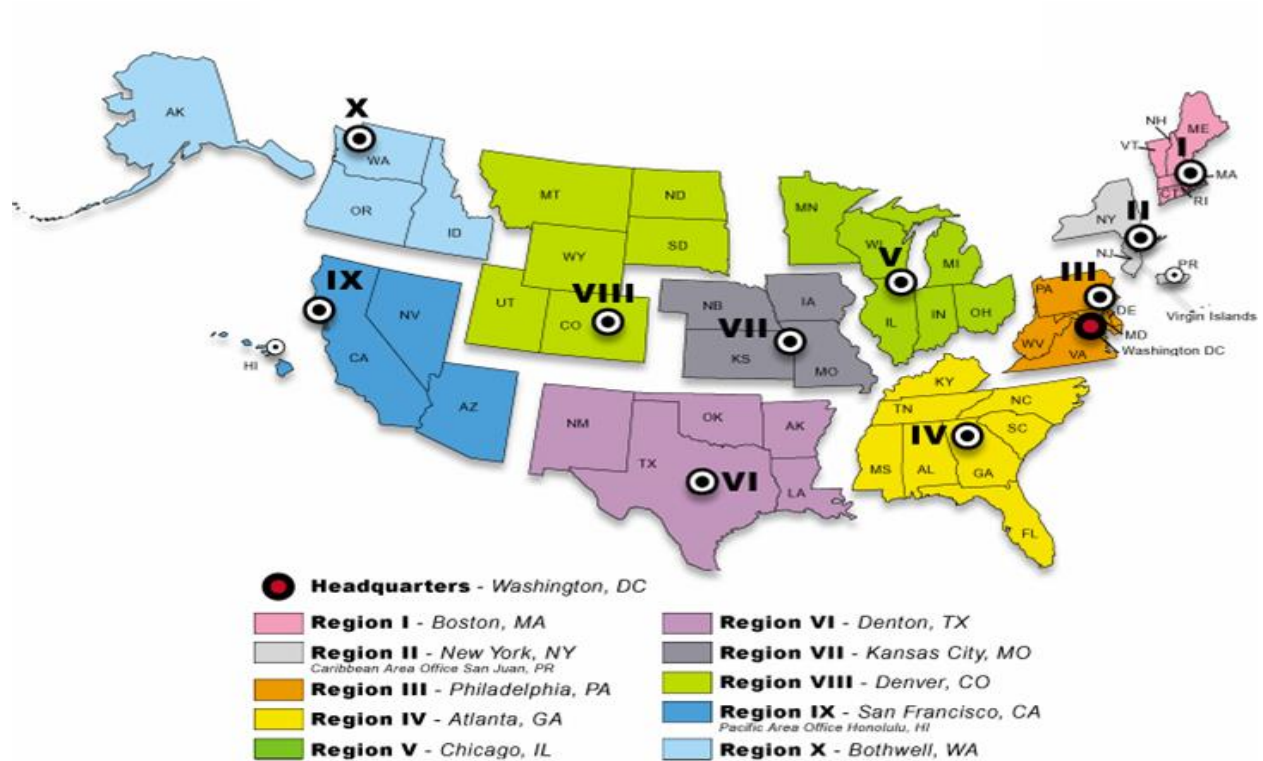 AK
X
WA
OR
ID
MT
ND
SD
WY
UT
CO
VIII
IX
NV
CA
AZ
HI
NB
IA
KS
MO
VII
MN
WI
MI
IL
IN
OH
V
NH
ME
VT
I
MA
CT
RI
II
NY
NJ
PR
Virgin Islands
III
PA
DE
MD
WV
VA
Washington DC
NM
OK
AK
TX
LA
VI
KY
TN
NC
SC
MS
AL
GA
FL
IV
Headquarters - Washington, DC
Region I - Boston, MA
Region II - New York, NY
Caribbean Area Office San Juan, PR
Region III - Philadelphia, PA
Region IV - Atlanta, GA
Region V - Chicago, IL
Region VI - Denton, TX
Region VII - Kansas City, MO
Region VIII - Denver, CO
Region IX - San Francisco, CA
Pacific Area Office Honolulu, HI
Region X - Bothwell, WA